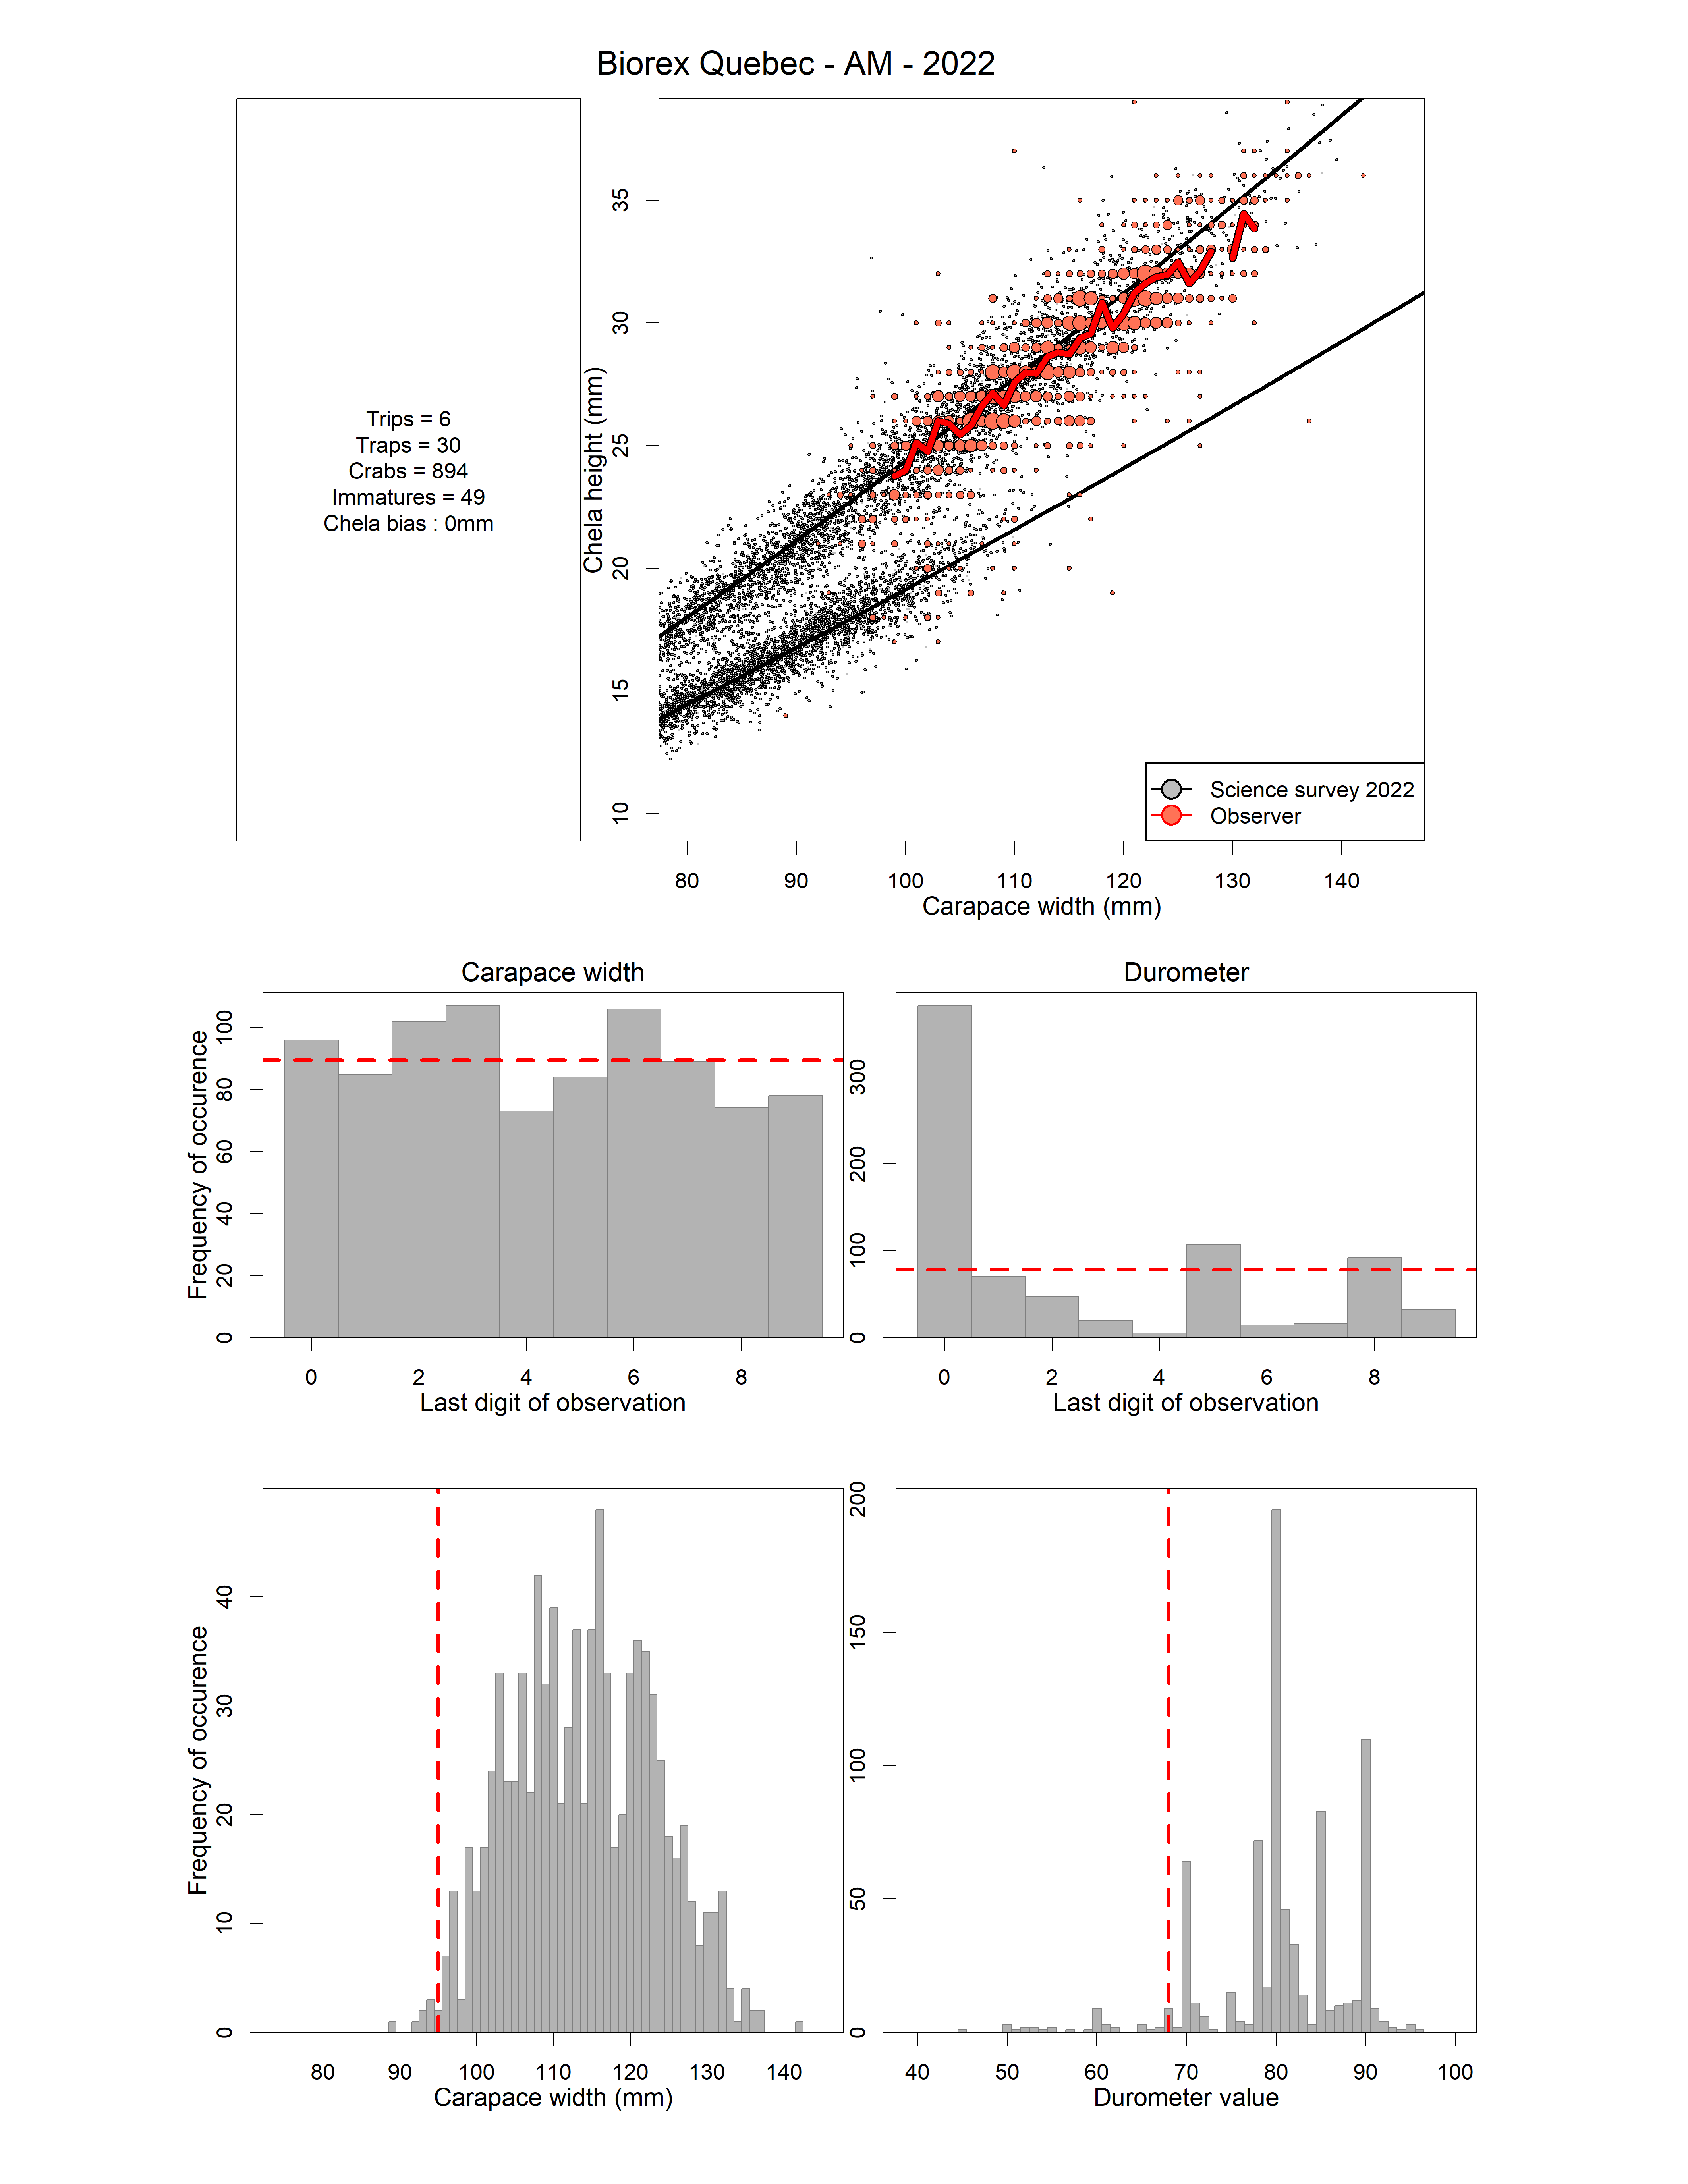 Biorex Quebec - AM - 2022
Trips = 6
Traps = 30
Crabs = 894
Immatures = 49
Chela bias : 0mm
Chela height (mm)
35
30
25
20
15
10
Science survey 2022
Observer
80 90 100 110 120 130 140
Carapace width (mm)
Carapace width
Frequency of occurence
100
80
60
40
20
0
0 2 4 6 8
Last digit of observation
Durometer
300
200
100
0
0 2 4 6 8
Last digit of observation
Frequency of occurence
40
30
20
10
0
80 90 100 110 120 130 140
Carapace width (mm)
200
150
100
50
0
40 50 60 70 80 90 100
Durometer value